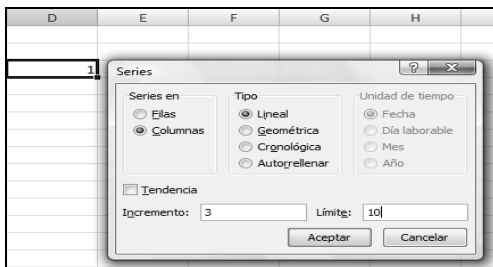 D E F G H
1
Series
Series en Tipo Unidad de tiempo
Filas Lineal Fecha
Columnas Geométrica Día laborable
Cronológica Mes
Autorrellenar Año
Tendencia
Incremento: 3 Límite: 10
Aceptar Cancelar